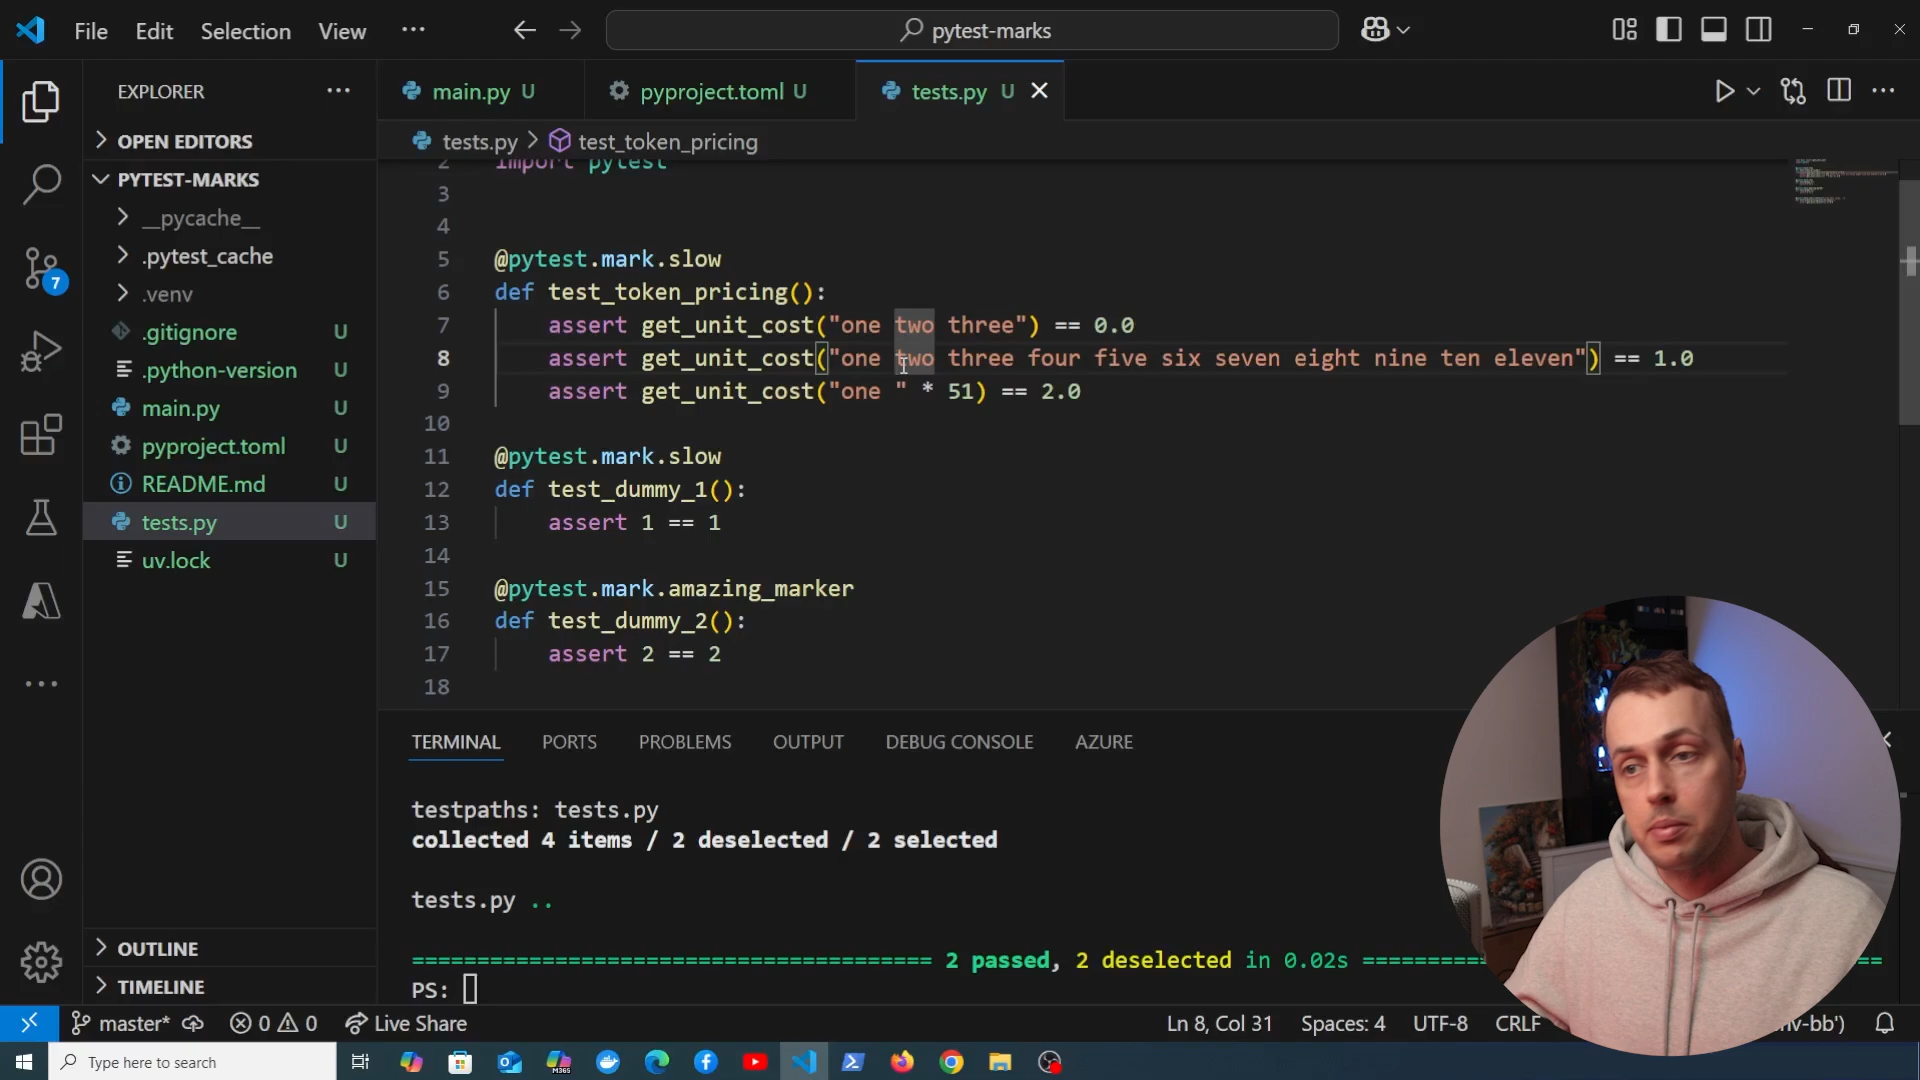 File Edit Selection View ··· pytest-marks
EXPLORER ···
main.py U pyproject.toml U tests.py U
OPEN EDITORS
tests.py > test_token_pricing
PYTEST-MARKS
__pycache__
.pytest_cache
.venv
.gitignore U
.python-version U
main.py U
pyproject.toml U
README.md U
tests.py U
uv.lock U
OUTLINE
TIMELINE
7
2 import pytest
3
4
5 @pytest.mark.slow
6 def test_token_pricing():
7 assert get_unit_cost("one two three") == 0.0
8 assert get_unit_cost("one two three four five six seven eight nine ten eleven") == 1.0
9 assert get_unit_cost("one " * 51) == 2.0
10
11 @pytest.mark.slow
12 def test_dummy_1():
13 assert 1 == 1
14
15 @pytest.mark.amazing_marker
16 def test_dummy_2():
17 assert 2 == 2
18
TERMINAL PORTS PROBLEMS OUTPUT DEBUG CONSOLE AZURE
testpaths: tests.py
collected 4 items / 2 deselected / 2 selected
tests.py ..
======================================= 2 passed, 2 deselected in 0.02s =========
PS:
master* 0 0 Live Share Ln 8, Col 31 Spaces: 4 UTF-8 CRLF
Type here to search
M365